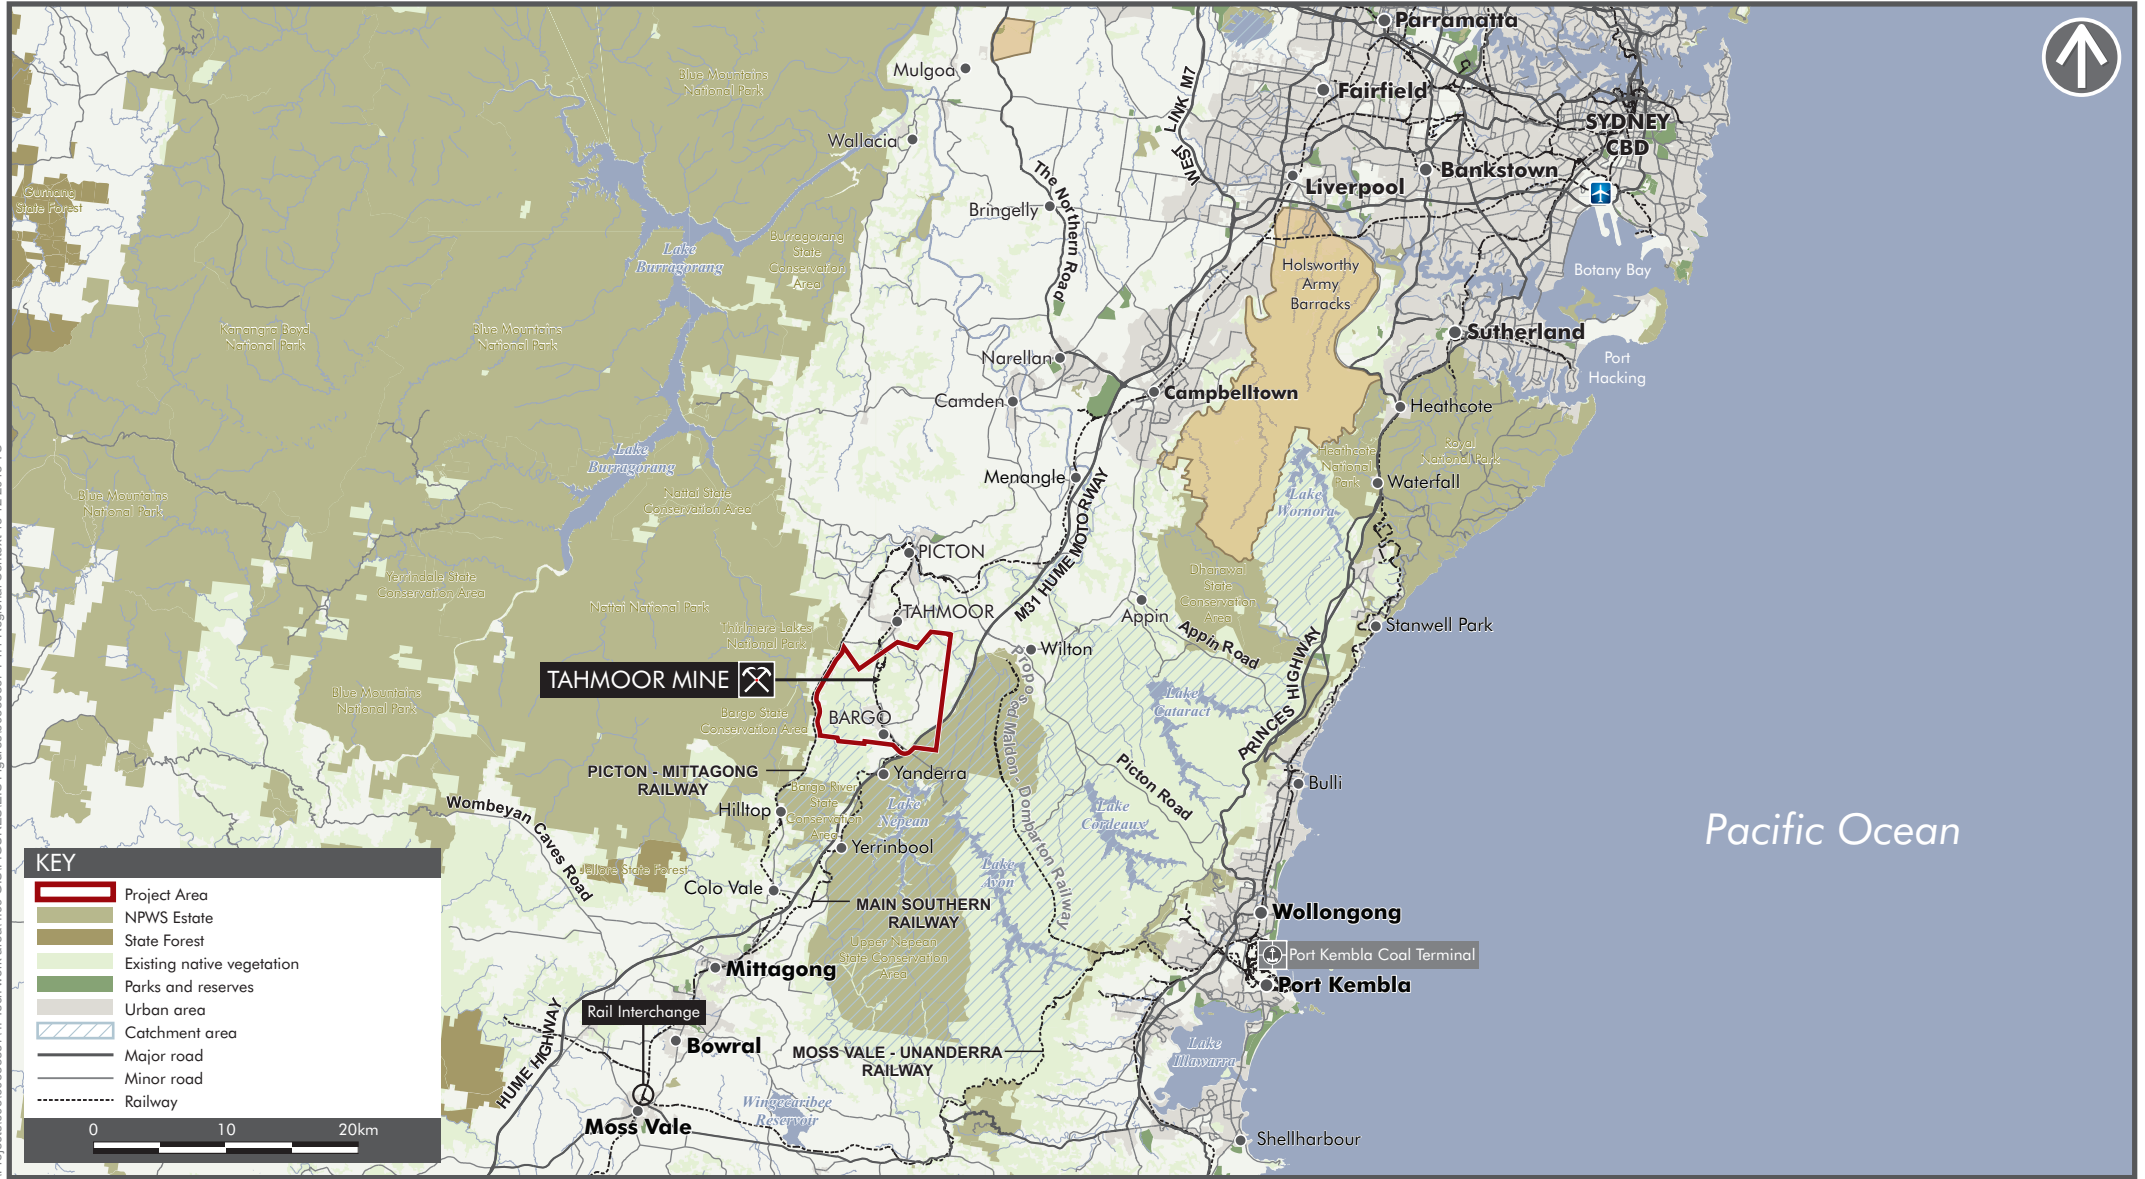 Parramatta
Mulgoa
Blue Mountains
National Park
Fairfield
WEST LINK M7
SYDNEY
CBD
Wallacia
Bankstown
Liverpool
The Northern Road
Gurnang
State Forest
Bringelly
Lake
Burragorang
Burragorang
State
Conservation
Area
Holsworthy
Army
Barracks
Botany Bay
Kanangra Boyd
National Park
Blue Mountains
National Park
Sutherland
Narellan
Port
Hacking
Camden
Campbelltown
Heathcote
Lake
Burragorang
Heathcote
National
Park
Royal
National Park
Menangle
Waterfall
Blue Mountains
National Park
Nattai State
Conservation Area
Lake
Wornora
M31 HUME MOTORWAY
PICTON
Yerrindale State
Conservation Area
Nattai National Park
Dharawal
State
Conservation
Area
TAHMOOR
Appin
Appin Road
Stanwell Park
Thirlmere Lakes
National Park
Wilton
PRINCES HIGHWAY
TAHMOOR MINE
Blue Mountains
National Park
Bargo State
Conservation Area
BARGO
Lake
Cataract
Proposed Maldon - Dombarton Railway
PICTON - MITTAGONG
RAILWAY
Yanderra
Picton Road
Bulli
Wombeyan Caves Road
Hilltop
Bargo River
State
Conservation
Area
Lake
Nepean
Lake
Cordeaux
Pacific Ocean
Yerrinbool
Jellore State Forest
Colo Vale
Lake
Avon
MAIN SOUTHERN
RAILWAY
Wollongong
Upper Nepean
State Conservation
Area
Port Kembla Coal Terminal
Mittagong
Port Kembla
Rail Interchange
HUME HIGHWAY
Bowral
MOSS VALE - UNANDERRA
RAILWAY
Lake
Illawarra
Wingecaribee
Reservoir
Moss Vale
Shellharbour
KEY
Project Area
NPWS Estate
State Forest
Existing native vegetation
Parks and reserves
Urban area
Catchment area
Major road
Minor road
Railway
0 10 20km